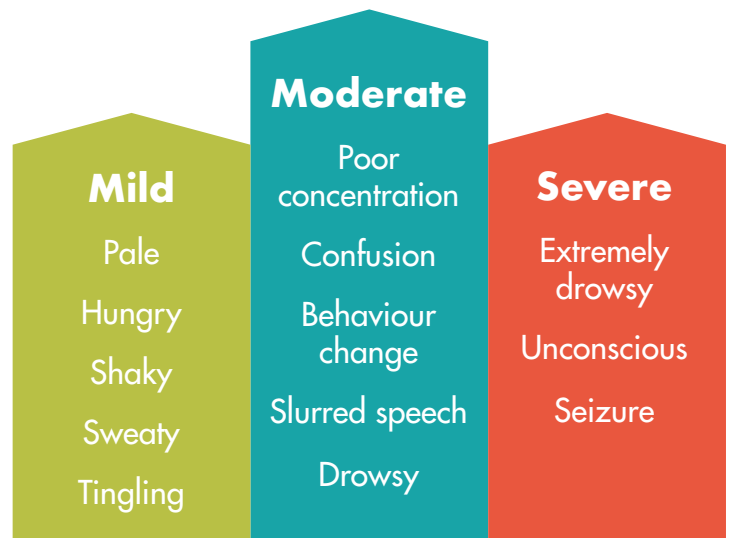 Mild
Pale
Hungry
Shaky
Sweaty
Tingling
Moderate
Poor
concentration
Confusion
Behaviour
change
Slurred speech
Drowsy
Severe
Extremely
drowsy
Unconscious
Seizure